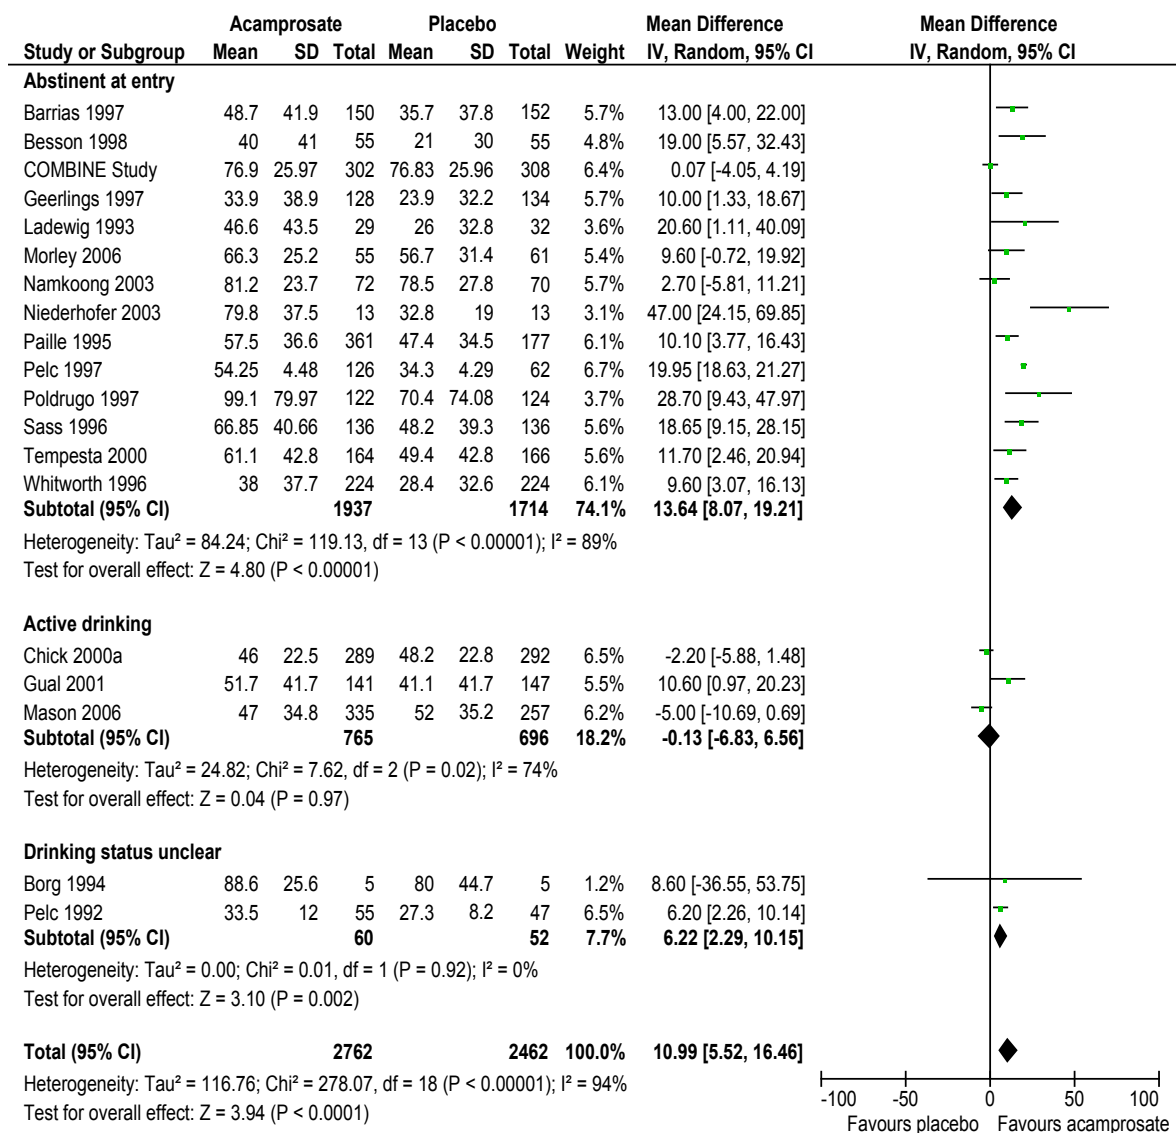 Acamprosate Placebo Mean Difference Mean Difference
Study or Subgroup Mean SD Total Mean SD Total Weight IV, Random, 95% CI IV, Random, 95% CI
Abstinent at entry
Barrias 1997 48.7 41.9 150 35.7 37.8 152 5.7% 13.00 [4.00, 22.00]
Besson 1998 40 41 55 21 30 55 4.8% 19.00 [5.57, 32.43]
COMBINE Study 76.9 25.97 302 76.83 25.96 308 6.4% 0.07 [-4.05, 4.19]
Geerlings 1997 33.9 38.9 128 23.9 32.2 134 5.7% 10.00 [1.33, 18.67]
Ladewig 1993 46.6 43.5 29 26 32.8 32 3.6% 20.60 [1.11, 40.09]
Morley 2006 66.3 25.2 55 56.7 31.4 61 5.4% 9.60 [-0.72, 19.92]
Namkoong 2003 81.2 23.7 72 78.5 27.8 70 5.7% 2.70 [-5.81, 11.21]
Niederhofer 2003 79.8 37.5 13 32.8 19 13 3.1% 47.00 [24.15, 69.85]
Paille 1995 57.5 36.6 361 47.4 34.5 177 6.1% 10.10 [3.77, 16.43]
Pelc 1997 54.25 4.48 126 34.3 4.29 62 6.7% 19.95 [18.63, 21.27]
Poldrugo 1997 99.1 79.97 122 70.4 74.08 124 3.7% 28.70 [9.43, 47.97]
Sass 1996 66.85 40.66 136 48.2 39.3 136 5.6% 18.65 [9.15, 28.15]
Tempesta 2000 61.1 42.8 164 49.4 42.8 166 5.6% 11.70 [2.46, 20.94]
Whitworth 1996 38 37.7 224 28.4 32.6 224 6.1% 9.60 [3.07, 16.13]
Subtotal (95% CI) 1937 1714 74.1% 13.64 [8.07, 19.21]
Heterogeneity: Tau² = 84.24; Chi² = 119.13, df = 13 (P < 0.00001); I² = 89%
Test for overall effect: Z = 4.80 (P < 0.00001)
Active drinking
Chick 2000a 46 22.5 289 48.2 22.8 292 6.5% -2.20 [-5.88, 1.48]
Gual 2001 51.7 41.7 141 41.1 41.7 147 5.5% 10.60 [0.97, 20.23]
Mason 2006 47 34.8 335 52 35.2 257 6.2% -5.00 [-10.69, 0.69]
Subtotal (95% CI) 765 696 18.2% -0.13 [-6.83, 6.56]
Heterogeneity: Tau² = 24.82; Chi² = 7.62, df = 2 (P = 0.02); I² = 74%
Test for overall effect: Z = 0.04 (P = 0.97)
Drinking status unclear
Borg 1994 88.6 25.6 5 80 44.7 5 1.2% 8.60 [-36.55, 53.75]
Pelc 1992 33.5 12 55 27.3 8.2 47 6.5% 6.20 [2.26, 10.14]
Subtotal (95% CI) 60 52 7.7% 6.22 [2.29, 10.15]
Heterogeneity: Tau² = 0.00; Chi² = 0.01, df = 1 (P = 0.92); I² = 0%
Test for overall effect: Z = 3.10 (P = 0.002)
Total (95% CI) 2762 2462 100.0% 10.99 [5.52, 16.46]
Heterogeneity: Tau² = 116.76; Chi² = 278.07, df = 18 (P < 0.00001); I² = 94%
Test for overall effect: Z = 3.94 (P < 0.0001)
-100 -50 0 50 100
Favours placebo Favours acamprosate